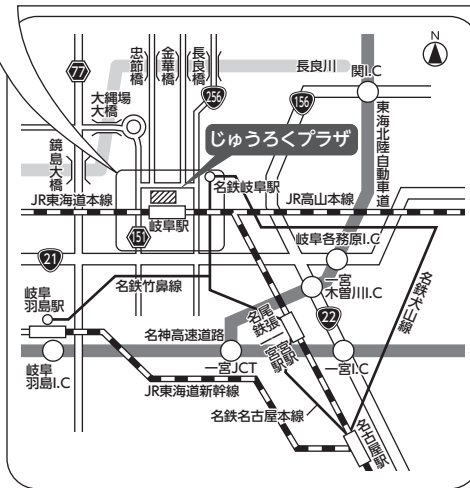 忠節橋
金華橋
長良橋
長良川
関I.C
N
77
256
156
大縄場
大橋
鏡島大橋
じゅうろくプラザ
東海北陸自動車道
名鉄岐阜駅
JR東海道本線
岐阜駅
JR高山本線
151
21
岐阜各務原I.C
名鉄竹鼻線
岐阜
羽島駅
一宮
木曽川I.C
22
名鉄犬山線
尾張一宮駅
名鉄一宮駅
名神高速道路
岐阜
羽島I.C
一宮JCT
一宮I.C
JR東海道新幹線
名鉄名古屋本線
名古屋駅